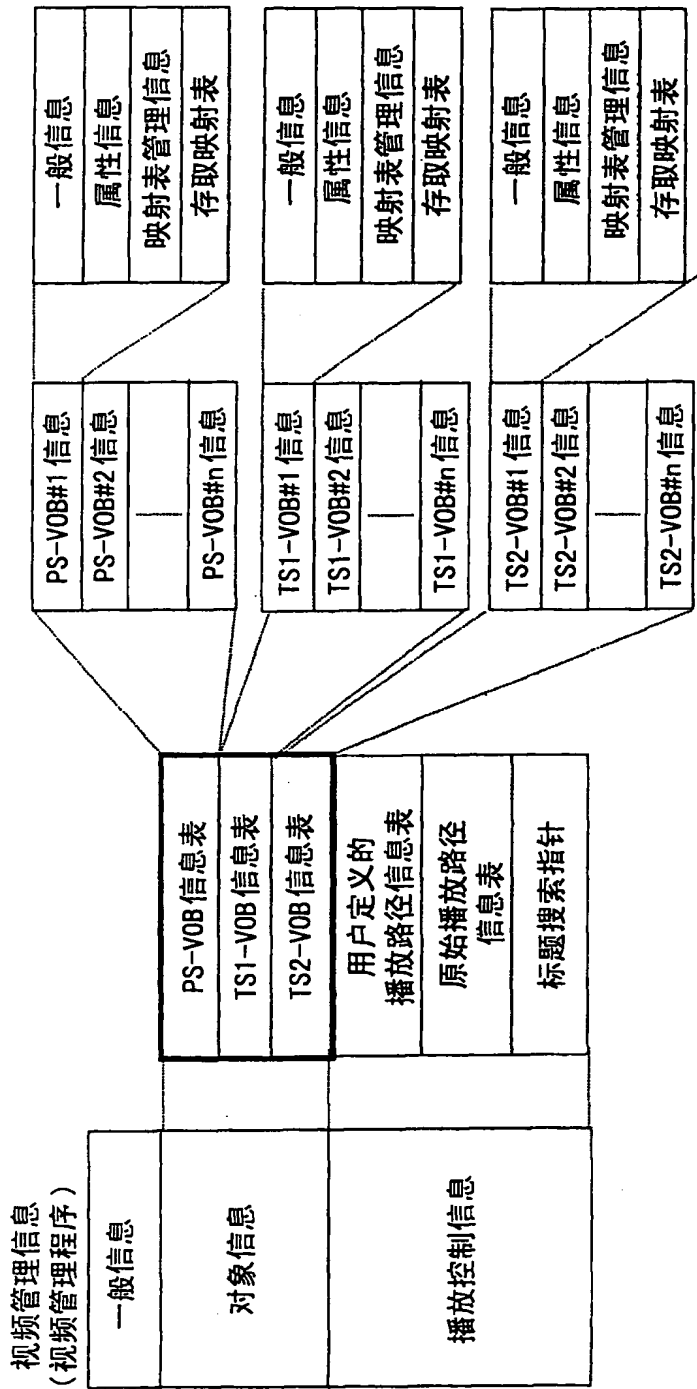 视频管理信息
(视频管理程序)
一般信息
对象信息
播放控制信息
PS-VOB信息表
TS1-VOB信息表
TS2-VOB信息表
用户定义的
播放路径信息表
原始播放路径
信息表
标题搜索指针
PS-VOB#1信息
PS-VOB#2信息
PS-VOB#n信息
TS1-VOB#1信息
TS1-VOB#2信息
TS1-VOB#n信息
TS2-VOB#1信息
TS2-VOB#2信息
TS2-VOB#n信息
一般信息
属性信息
映射表管理信息
存取映射表
一般信息
属性信息
映射表管理信息
存取映射表
一般信息
属性信息
映射表管理信息
存取映射表